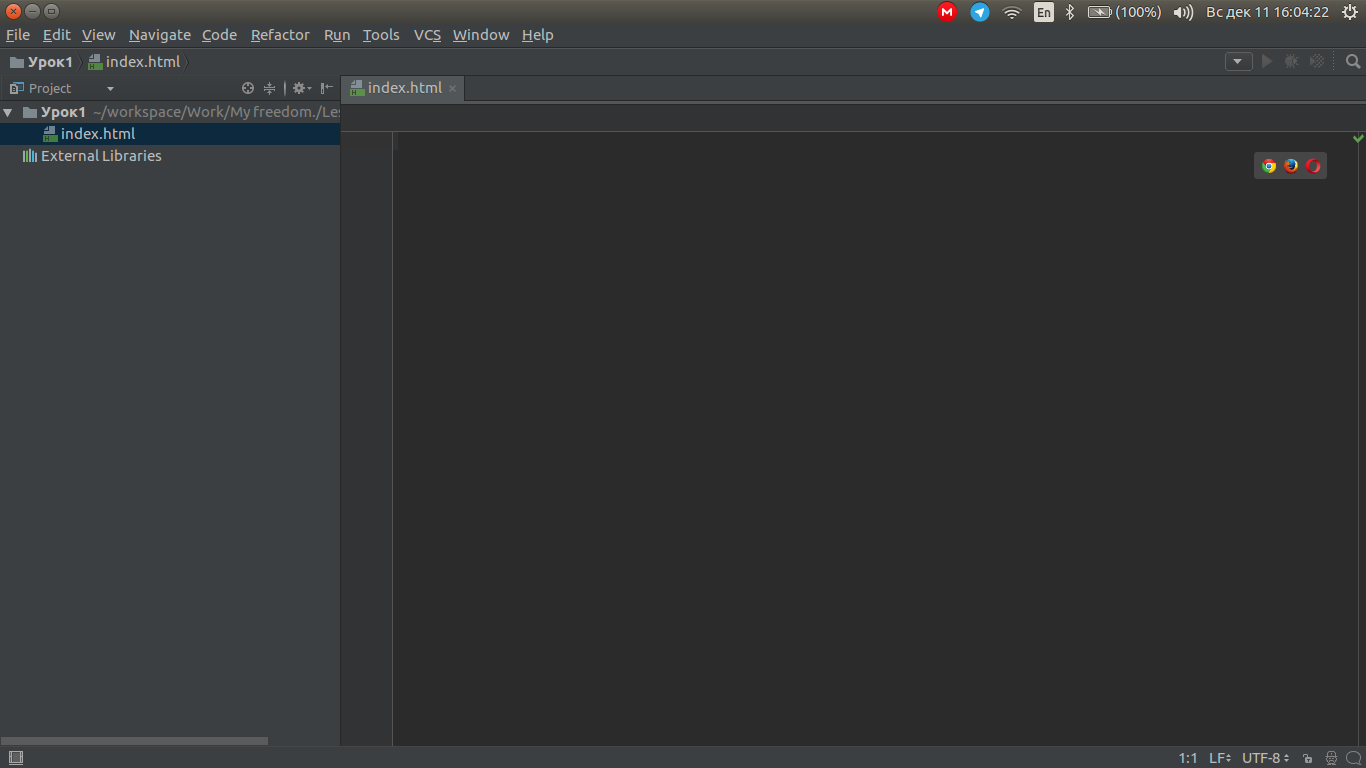 En (100%) Вс дек 11 16:04:22
File Edit View Navigate Code Refactor Run Tools VCS Window Help
Урок1 index.html
Project index.html
Урок1 ~/workspace/Work/My freedom./Les
index.html
External Libraries
1:1 LF UTF-8